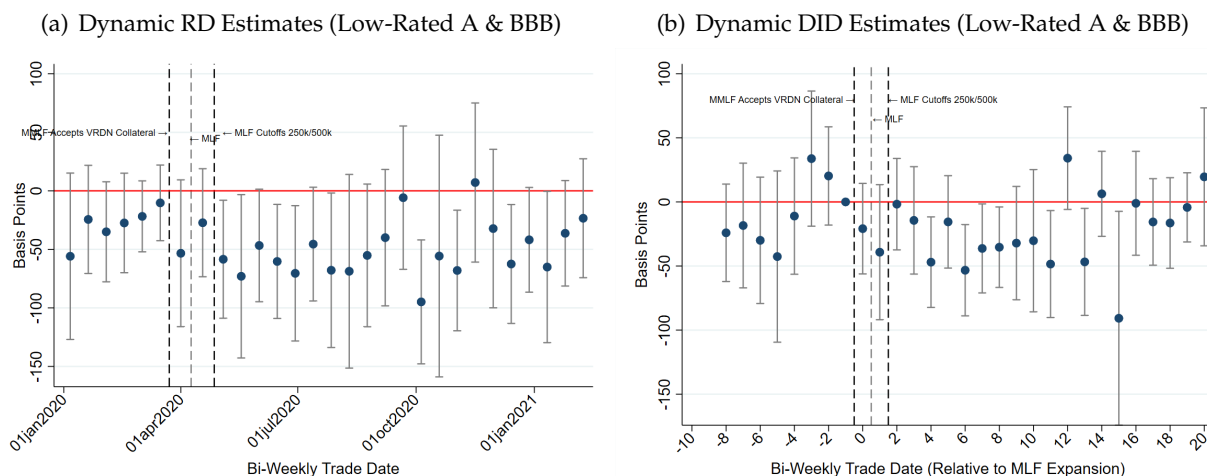 (a) Dynamic RD Estimates (Low-Rated A & BBB)
100
50
0
-50
-100
-150
Basis Points
MMLF Accepts VRDN Collateral →
← MLF
← MLF Cutoffs 250k/500k
01jan2020
01apr2020
01jul2020
01oct2020
01jan2021
Bi-Weekly Trade Date
(b) Dynamic DID Estimates (Low-Rated A & BBB)
100
50
0
-50
-100
-150
Basis Points
MMLF Accepts VRDN Collateral →
← MLF Cutoffs 250k/500k
← MLF
-10
-8
-6
-4
-2
0
2
4
6
8
10
12
14
16
18
20
Bi-Weekly Trade Date (Relative to MLF Expansion)